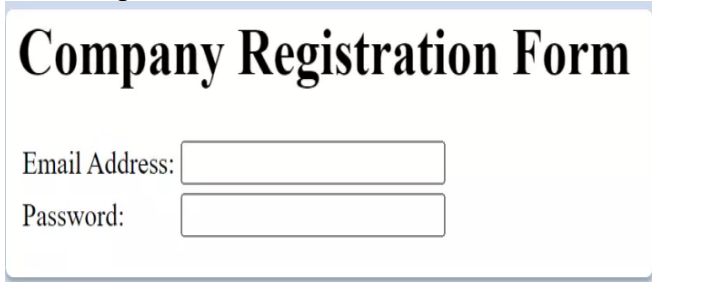 Company Registration Form
Email Address:
Password: